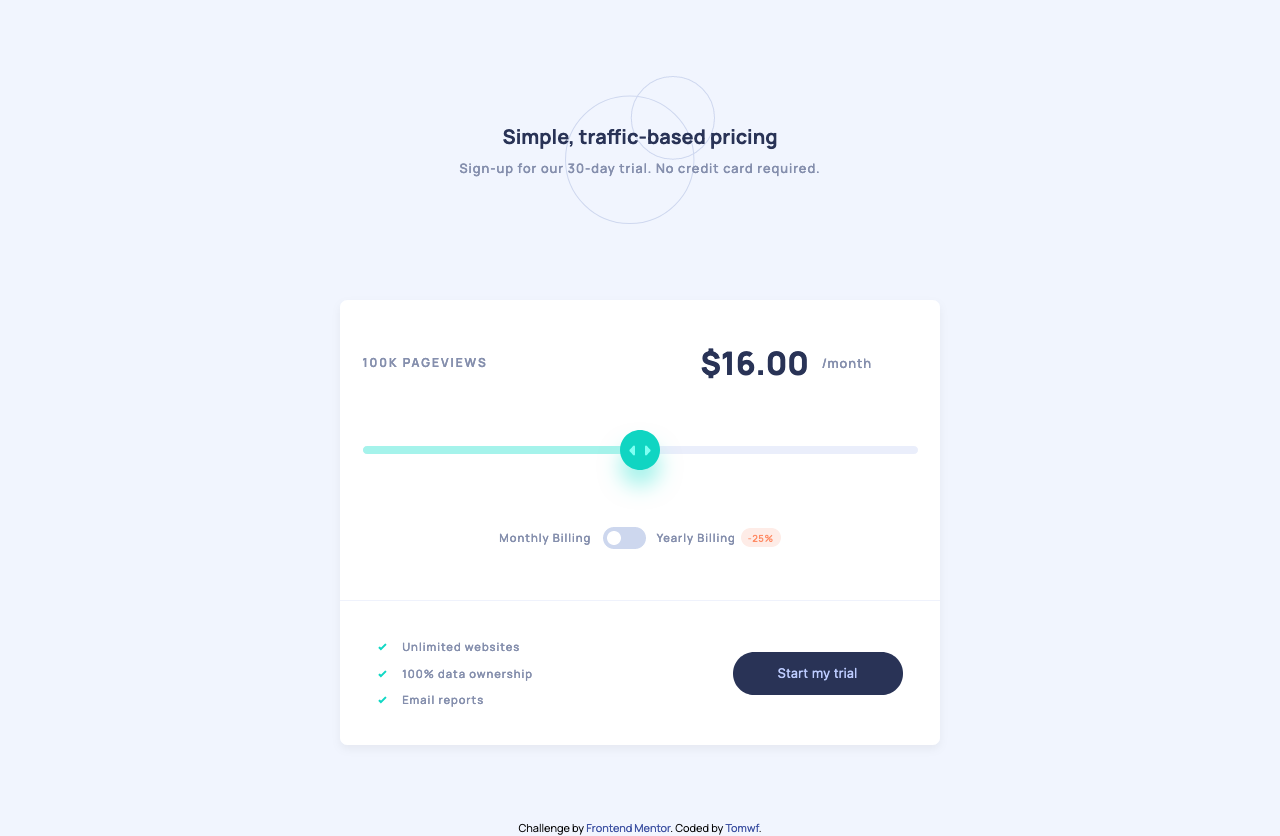 Simple, traffic-based pricing
Sign-up for our 30-day trial. No credit card required.
100K PAGEVIEWS
$16.00 /month
Monthly Billing Yearly Billing -25%
Unlimited websites
100% data ownership
Email reports
Start my trial
Challenge by Frontend Mentor. Coded by Tomwf.